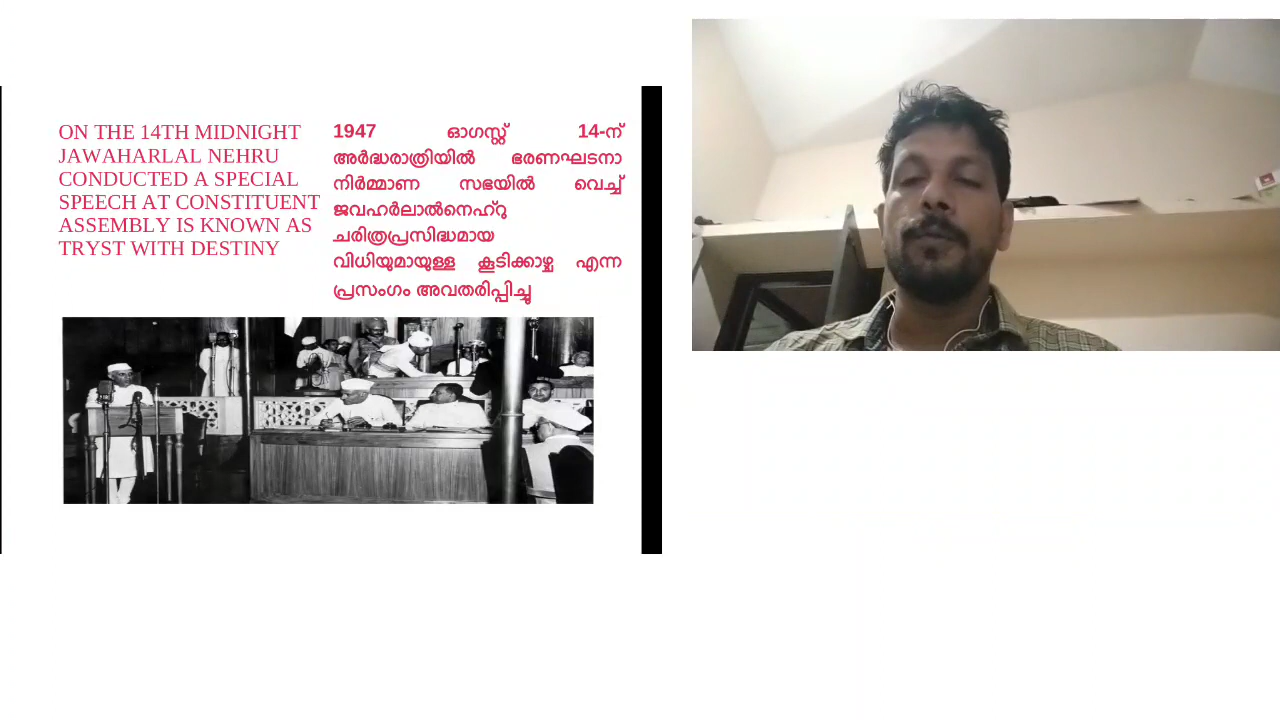 ON THE 14TH MIDNIGHT
JAWAHARLAL NEHRU
CONDUCTED A SPECIAL
SPEECH AT CONSTITUENT
ASSEMBLY IS KNOWN AS
TRYST WITH DESTINY
1947 ഓഗസ്റ്റ് 14-ന്
അർദ്ധരാത്രിയിൽ ഭരണഘടനാ
നിർമ്മാണ സഭയിൽ വെച്ച്
ജവഹർലാൽനെഹ്റു
ചരിത്രപ്രസിദ്ധമായ
വിധിയുമായുള്ള കൂടിക്കാഴ്ച എന്ന
പ്രസംഗം അവതരിപ്പിച്ചു